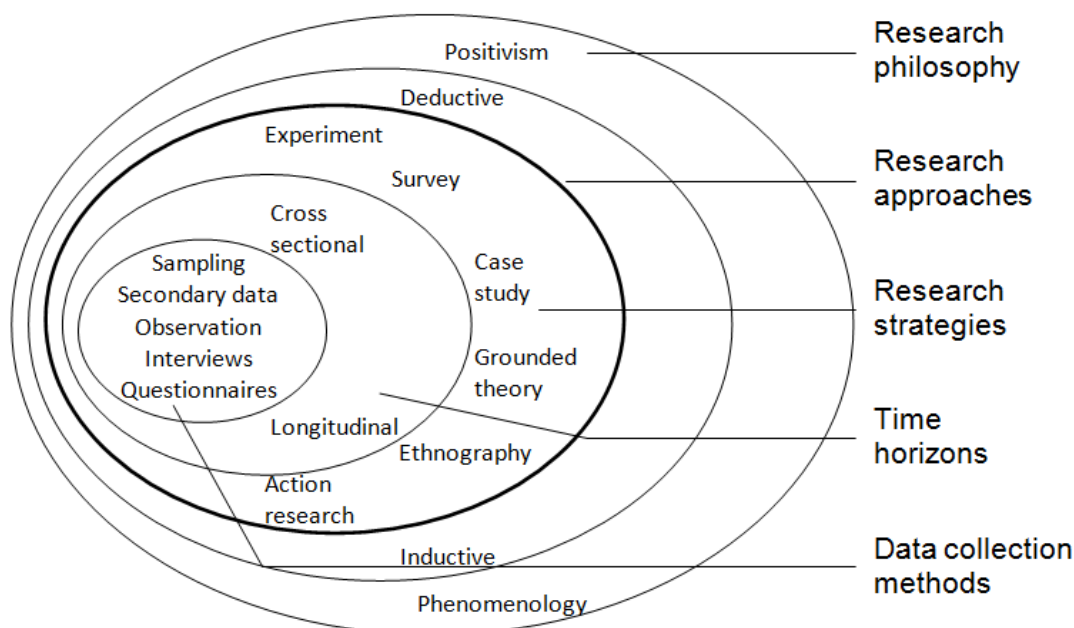 Positivism
Research
philosophy
Deductive
Experiment
Research
approaches
Survey
Cross
sectional
Sampling
Secondary data
Observation
Interviews
Questionnaires
Case
study
Research
strategies
Grounded
theory
Longitudinal
Ethnography
Time
horizons
Action
research
Inductive
Data collection
methods
Phenomenology